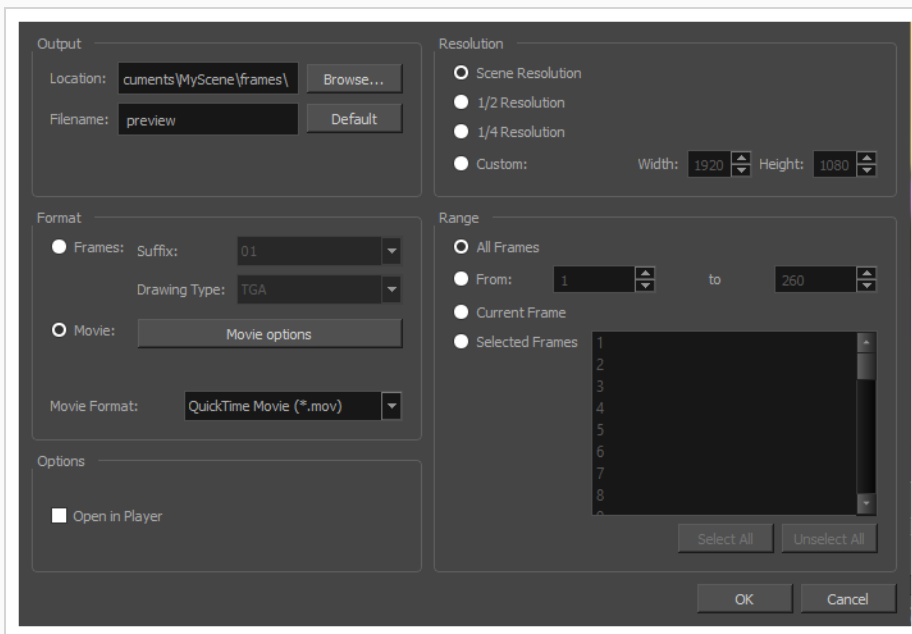 Output
Location: cuments\MyScene\frames\ Browse...
Filename: preview Default
Resolution
Scene Resolution
1/2 Resolution
1/4 Resolution
Custom: Width: 1920 Height: 1080
Format
Frames: Suffix: 01
Drawing Type: TGA
Movie: Movie options
Movie Format: QuickTime Movie (*.mov)
Range
All Frames
From: 1 to 260
Current Frame
Selected Frames 1
2
3
4
5
6
7
8
Select All Unselect All
Options
Open in Player
OK Cancel